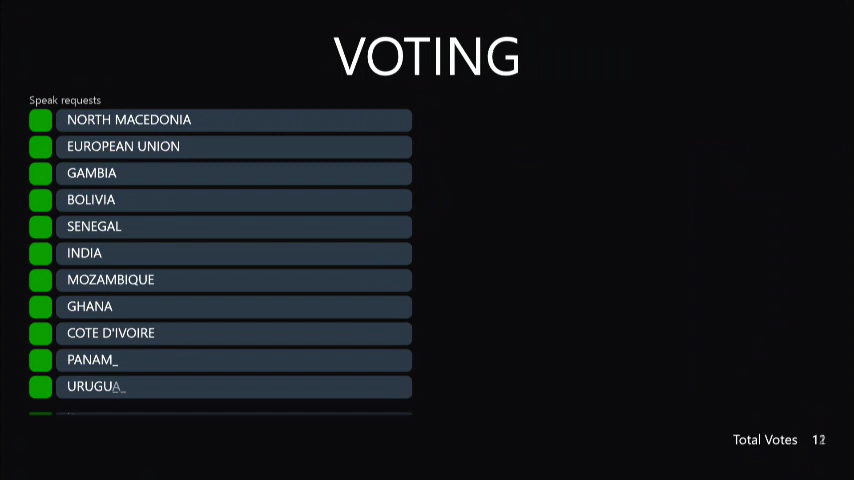 VOTING
Speak requests
NORTH MACEDONIA
EUROPEAN UNION
GAMBIA
BOLIVIA
SENEGAL
INDIA
MOZAMBIQUE
GHANA
COTE D'IVOIRE
PANAM_
URUGUA_
Total Votes